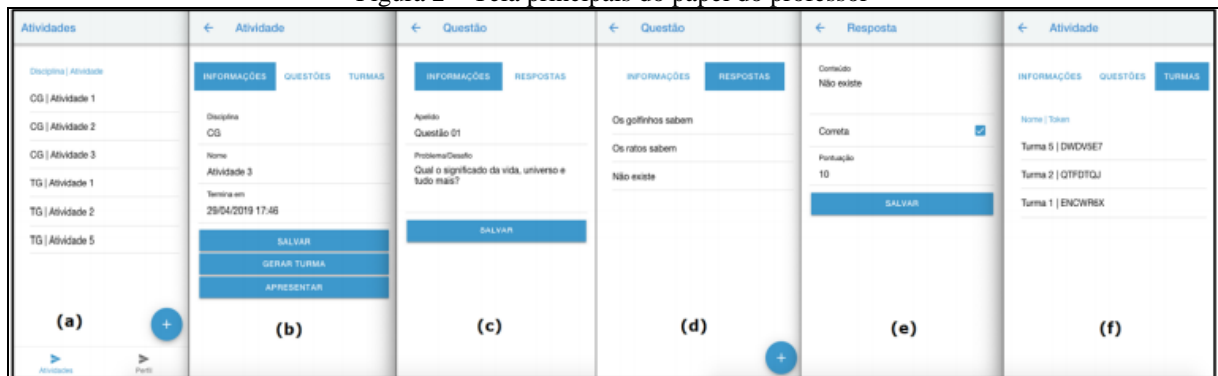 Figura 2 – Tela principais do papel do professor
Atividades
Disciplina | Atividade
CG | Atividade 1
CG | Atividade 2
CG | Atividade 3
TG | Atividade 1
TG | Atividade 2
TG | Atividade 5
(a)
+
Atividades
Perfil
← Atividade
INFORMAÇÕES QUESTÕES TURMAS
Disciplina
CG
Nome
Atividade 3
Termina em
29/04/2019 17:46
SALVAR
GERAR TURMA
APRESENTAR
(b)
← Questão
INFORMAÇÕES RESPOSTAS
Apelido
Questão 01
Problema/Desafio
Qual o significado da vida, universo e
tudo mais?
SALVAR
(c)
← Questão
INFORMAÇÕES RESPOSTAS
Os golfinhos sabem
Os ratos sabem
Não existe
(d)
+
← Resposta
Conteúdo
Não existe
Correta
Pontuação
10
SALVAR
(e)
← Atividade
INFORMAÇÕES QUESTÕES TURMAS
Nome | Token
Turma 5 | DWDV5E7
Turma 2 | QTFDTQJ
Turma 1 | ENCWR6X
(f)